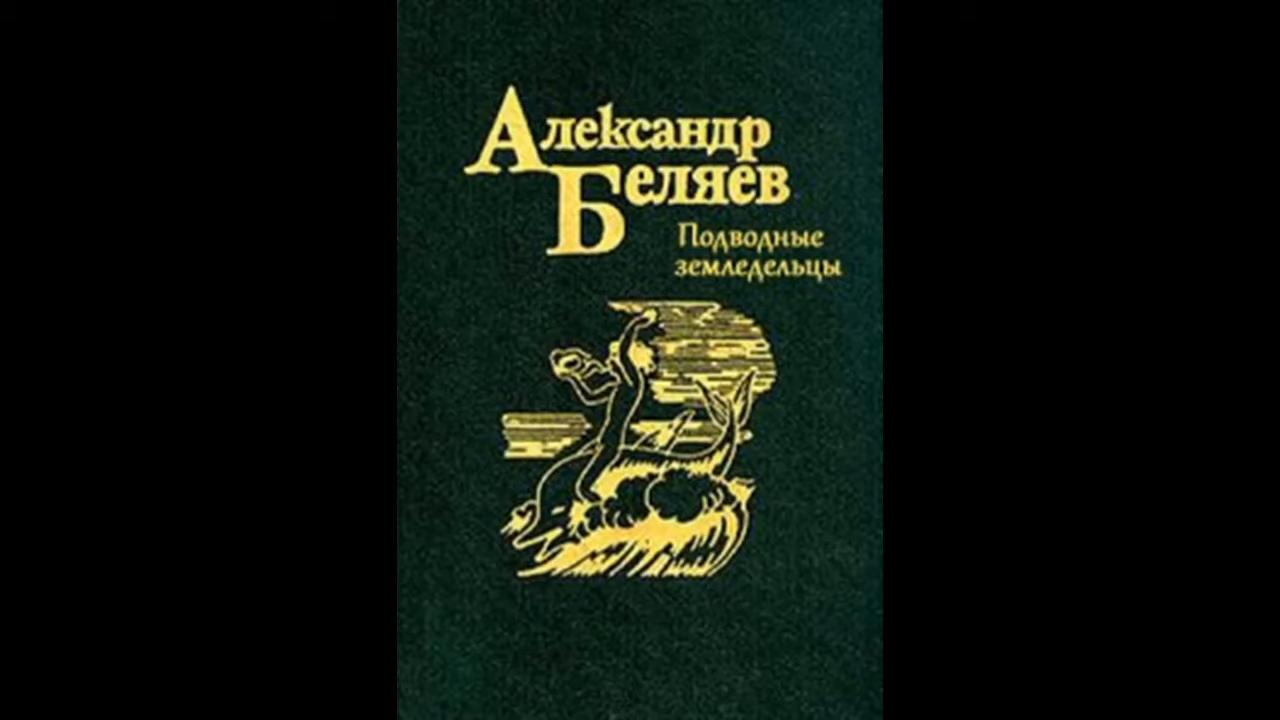 Александр
Беляев
Подводные
земледельцы